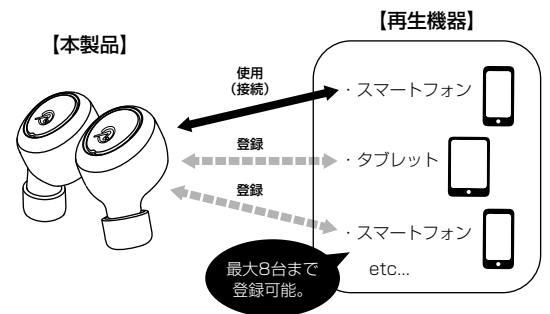 【本製品】
【再生機器】
使用
(接続)
・スマートフォン
登録
・タブレット
登録
・スマートフォン
etc...
最大8台まで
登録可能。